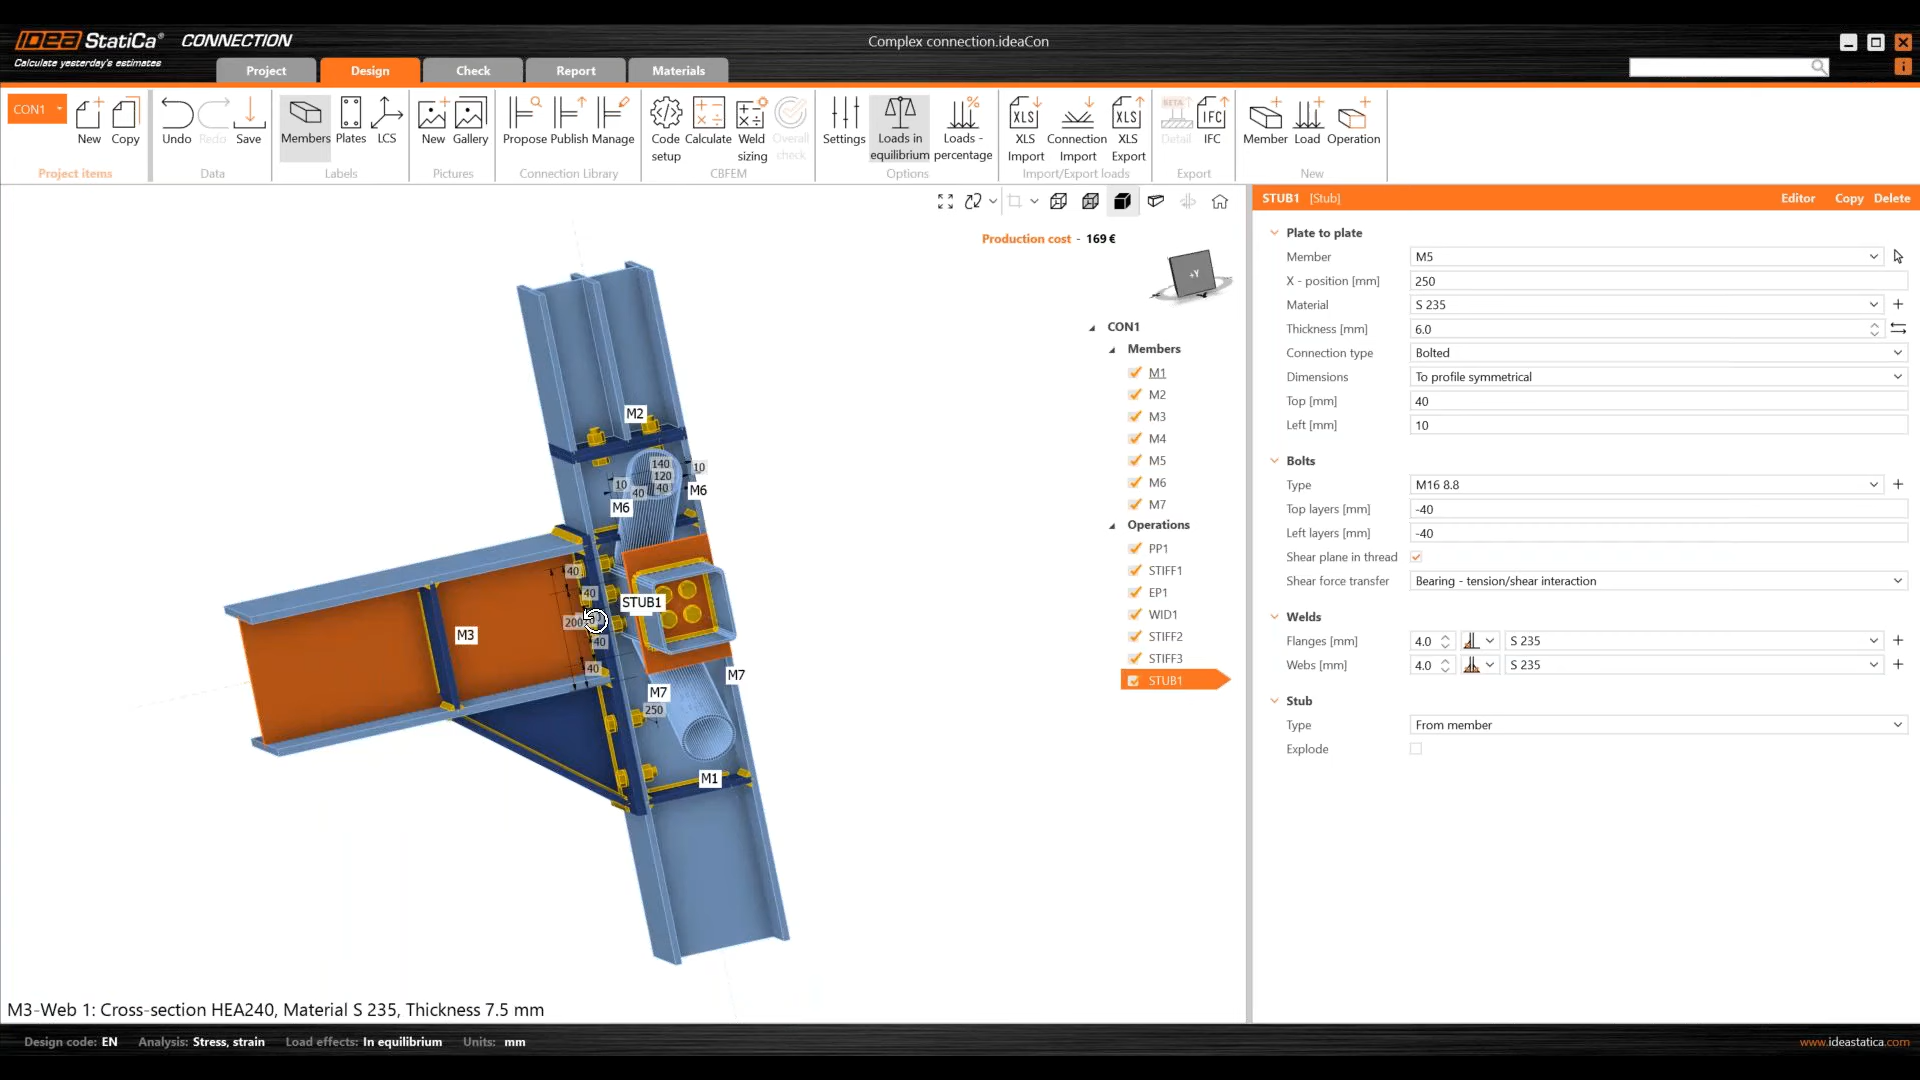 IDEA StatiCa® CONNECTION
Calculate yesterday's estimates
Complex connection.ideaCon
Project Design Check Report Materials
CON1
New Copy Undo Redo Save Members Plates LCS New Gallery Propose Publish Manage Code setup Calculate Weld sizing Overall check Settings Loads in equilibrium Loads - percentage XLS Import Connection Import XLS Export BETA Detail IFC Member Load Operation
Project items Data Labels Pictures Connection Library CBFEM Options Import/Export loads Export New
Production cost - 169 €
+Y
CON1
Members
M1
M2
M3
M4
M5
M6
M7
Operations
PP1
STIFF1
EP1
WID1
STIFF2
STIFF3
STUB1
M2
140
10
120
10
40
40
M6
M6
40
40
STUB1
200
40
M3
40
M7
M7
250
M1
STUB1 [Stub] Editor Copy Delete
Plate to plate
Member M5
X - position [mm] 250
Material S 235
Thickness [mm] 6.0
Connection type Bolted
Dimensions To profile symmetrical
Top [mm] 40
Left [mm] 10
Bolts
Type M16 8.8
Top layers [mm] -40
Left layers [mm] -40
Shear plane in thread
Shear force transfer Bearing - tension/shear interaction
Welds
Flanges [mm] 4.0 S 235
Webs [mm] 4.0 S 235
Stub
Type From member
Explode
M3-Web 1: Cross-section HEA240, Material S 235, Thickness 7.5 mm
Design code: EN Analysis: Stress, strain Load effects: In equilibrium Units: mm
www.ideastatica.com